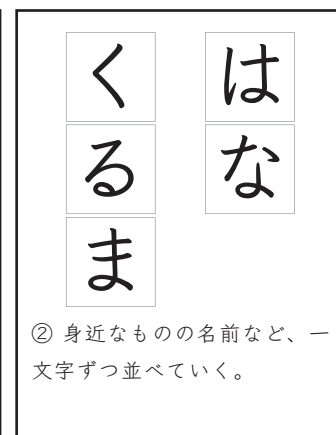 はな
くるま
② 身近なものの名前など、一
文字ずつ並べていく。